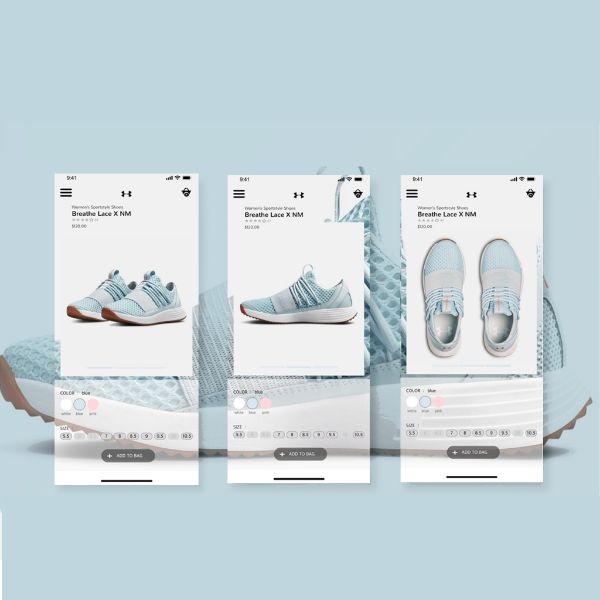 9:41
Women's Sportstyle Shoes
Breathe Lace X NM
$120.00
COLOR : blue
white blue pink
SIZE :
5.5 7 8 8.5 9 9.5 10.5
+ ADD TO BAG
9:41
Women's Sportstyle Shoes
Breathe Lace X NM
$120.00
COLOR : blue
white blue pink
SIZE :
5.5 7 8 8.5 9.5 9.5 10.5
+ ADD TO BAG
9:41
Women's Sportstyle Shoes
Breathe Lace X NM
$120.00
COLOR : blue
white blue pink
SIZE :
5.5 7 8 8.5 9 9.5 10.5
+ ADD TO BAG